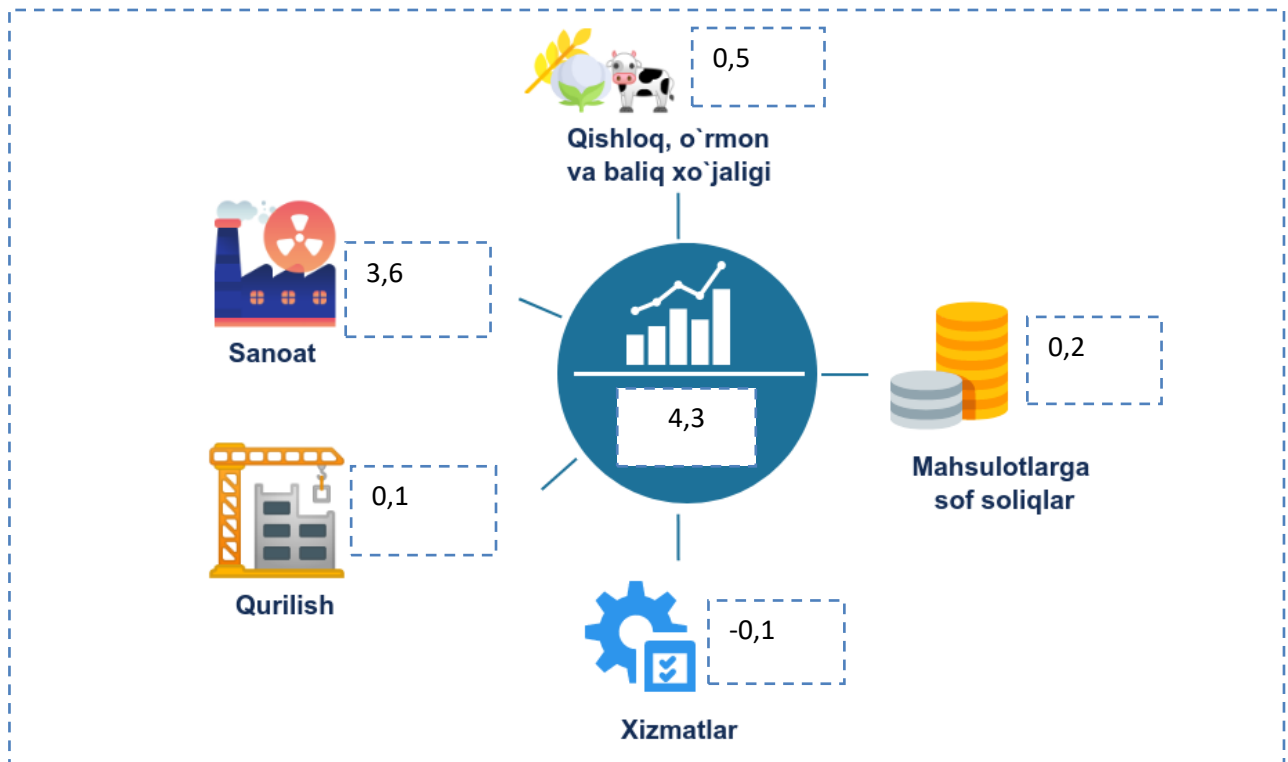 0,5
Qishloq, o`rmon
va baliq xo`jaligi
3,6
Sanoat
4,3
0,2
Mahsulotlarga
sof soliqlar
0,1
Qurilish
-0,1
Xizmatlar